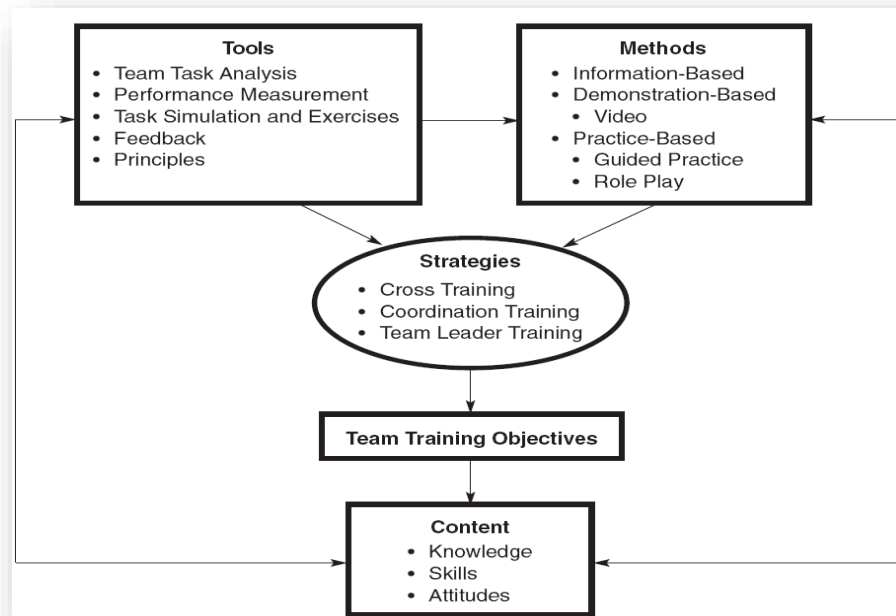 Tools
• Team Task Analysis
• Performance Measurement
• Task Simulation and Exercises
• Feedback
• Principles
Methods
• Information-Based
• Demonstration-Based
• Video
• Practice-Based
• Guided Practice
• Role Play
Strategies
• Cross Training
• Coordination Training
• Team Leader Training
Team Training Objectives
Content
• Knowledge
• Skills
• Attitudes